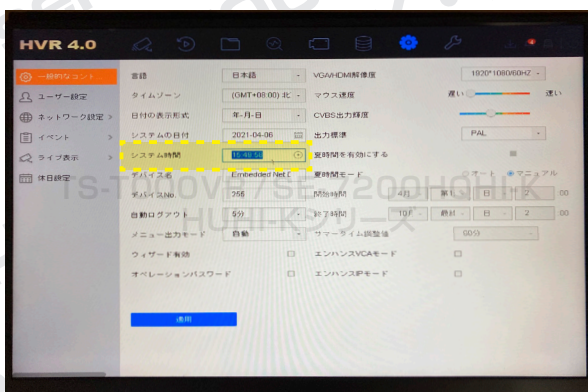 HVR 4.0
一般的なコント...
ユーザー設定
ネットワーク設定 >
イベント >
ライブ表示 >
休日設定
言語 日本語
タイムゾーン (GMT+08:00) 北
日付の表示形式 年-月-日
システムの日付 2021-04-06
システム時間 15:48:50
デバイス名 Embedded Net
デバイスNo. 255
自動ログアウト 5分
メニュー出力モード 自動
ウィザード有効
オペレーションパスワード
適用
VGA/HDMI解像度 1920*1080/60HZ
マウス速度 遅い 速い
CVBS出力輝度
出力標準 PAL
夏時間を有効にする
夏時間モード オート マニュアル
開始時間 4月 第1 日 2 00
終了時間 10月 最終 日 2 00
サマータイム調整値 60分
エンハンスVCAモード
エンハンスIPモード